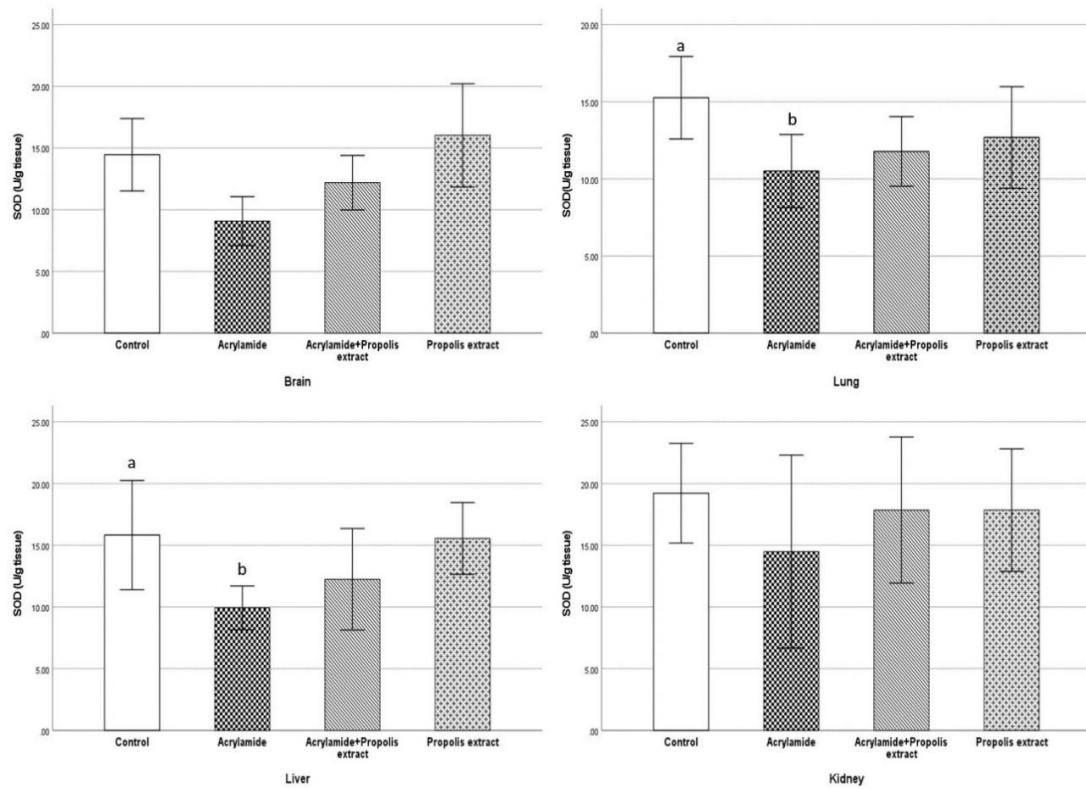 25.00
20.00
15.00
10.00
5.00
.00
SOD (U/g tissue)
Control
Acrylamide
Acrylamide+Propolis
extract
Propolis extract
Brain
20.00
15.00
10.00
5.00
.00
SOD(U/g tissue)
a
b
Control
Acrylamide
Acrylamide+Propolis
extract
Propolis extract
Lung
25.00
20.00
15.00
10.00
5.00
.00
SOD (U/g tissue)
a
b
Control
Acrylamide
Acrylamide+Propolis
extract
Propolis extract
Liver
25.00
20.00
15.00
10.00
5.00
.00
SOD (U/g tissue)
Control
Acrylamide
Acrylamide+Propolis
extract
Propolis extract
Kidney